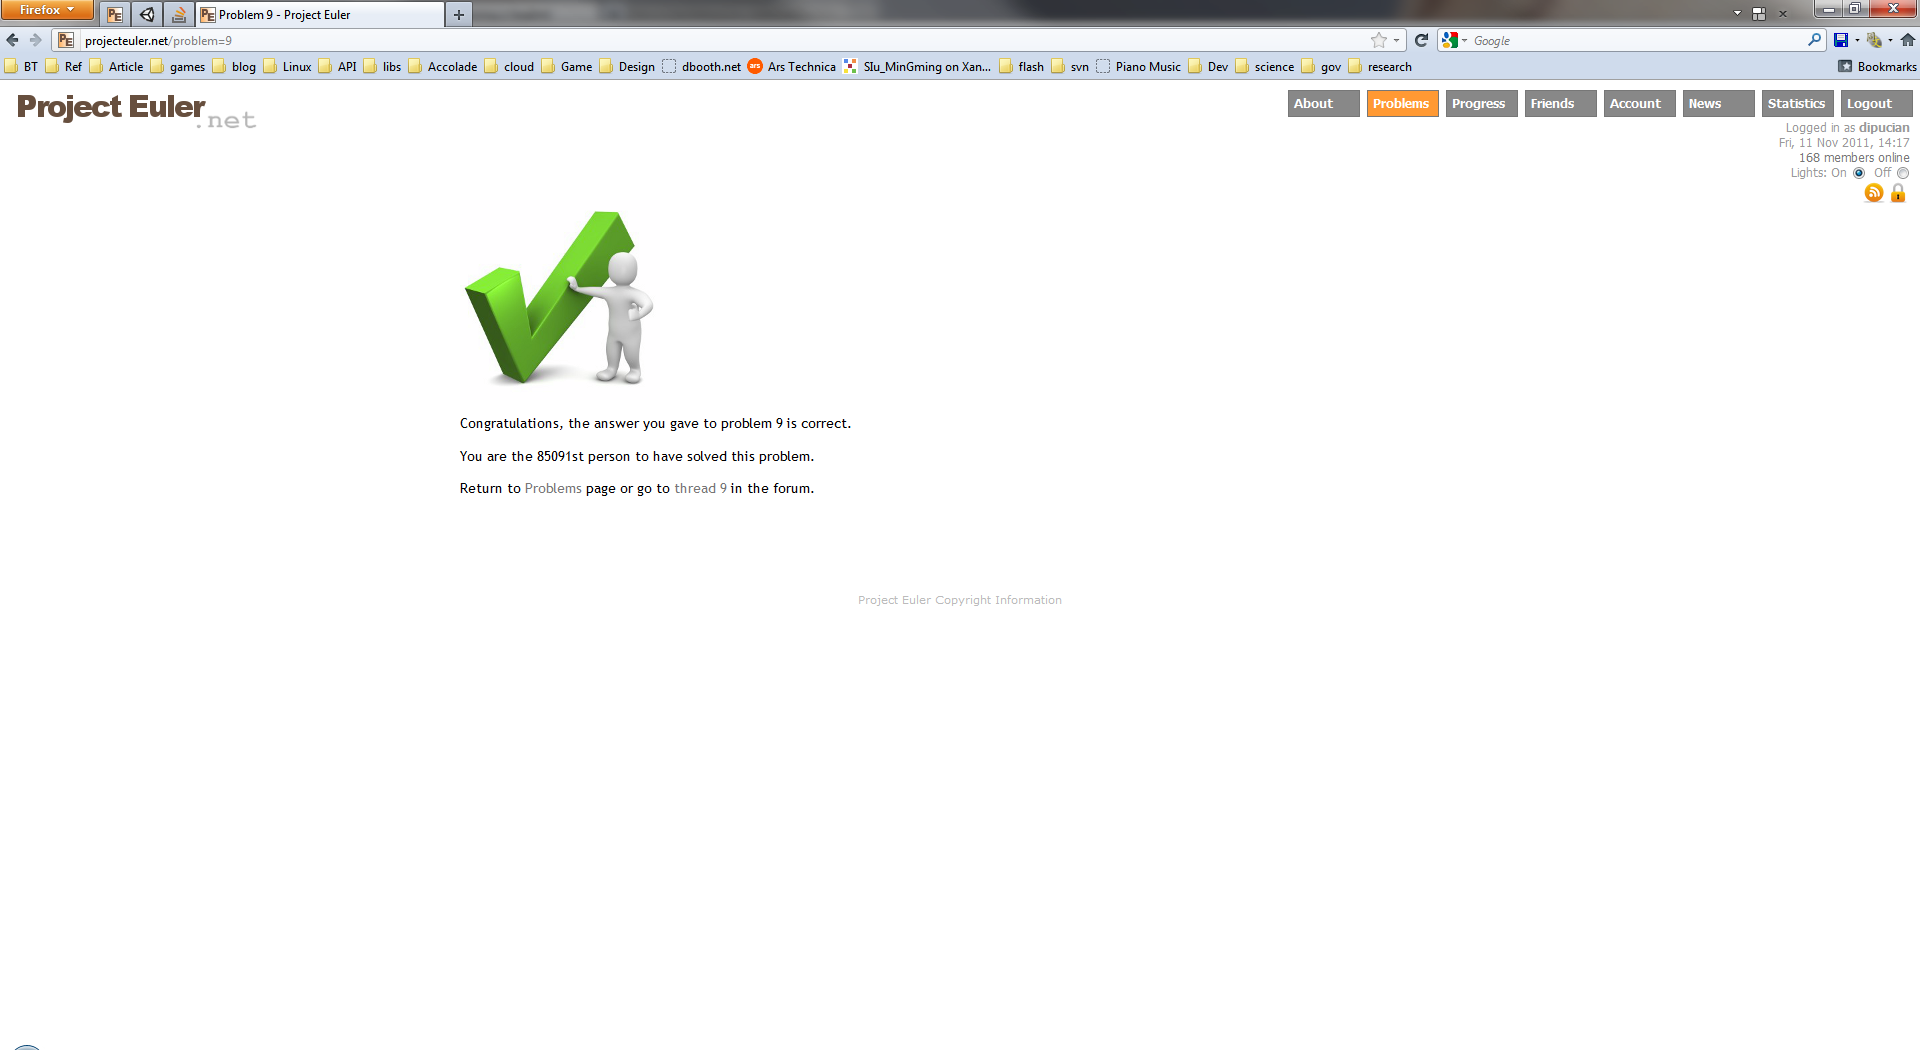 Firefox
PE
PE Problem 9 - Project Euler
PE projecteuler.net/problem=9
Google
BT Ref Article games blog Linux API libs Accolade cloud Game Design dbooth.net ars Ars Technica SIu_MinGming on Xan... flash svn Piano Music Dev science gov research Bookmarks
Project Euler
.net
About Problems Progress Friends Account News Statistics Logout
Logged in as dipucian
Fri, 11 Nov 2011, 14:17
168 members online
Lights: On Off
Congratulations, the answer you gave to problem 9 is correct.
You are the 85091st person to have solved this problem.
Return to Problems page or go to thread 9 in the forum.
Project Euler Copyright Information